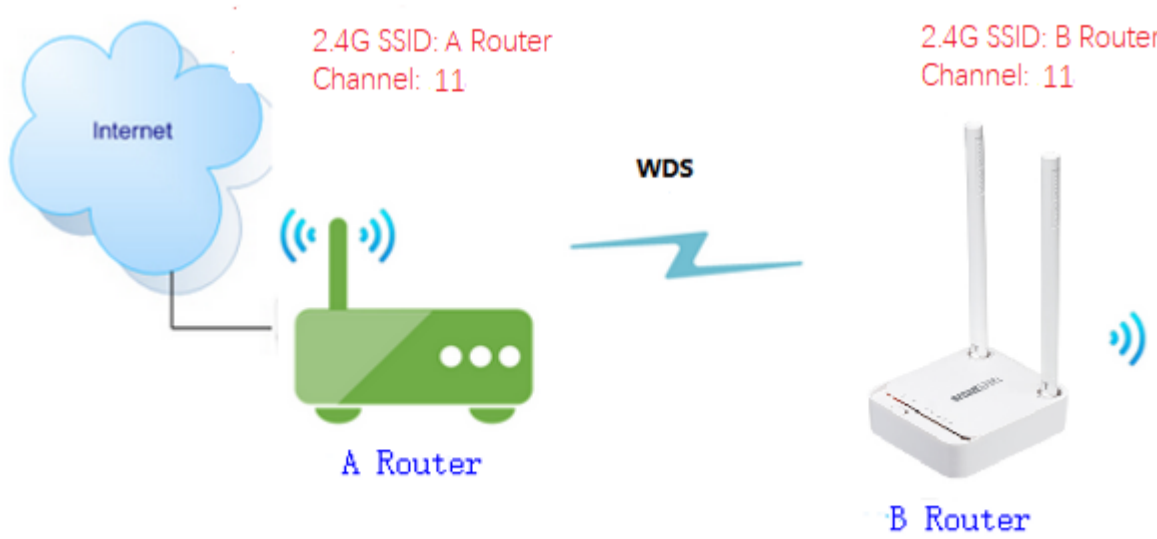 2.4G SSID: A Router
Channel: 11
2.4G SSID: B Router
Channel: 11
Internet
WDS
A Router
B Router